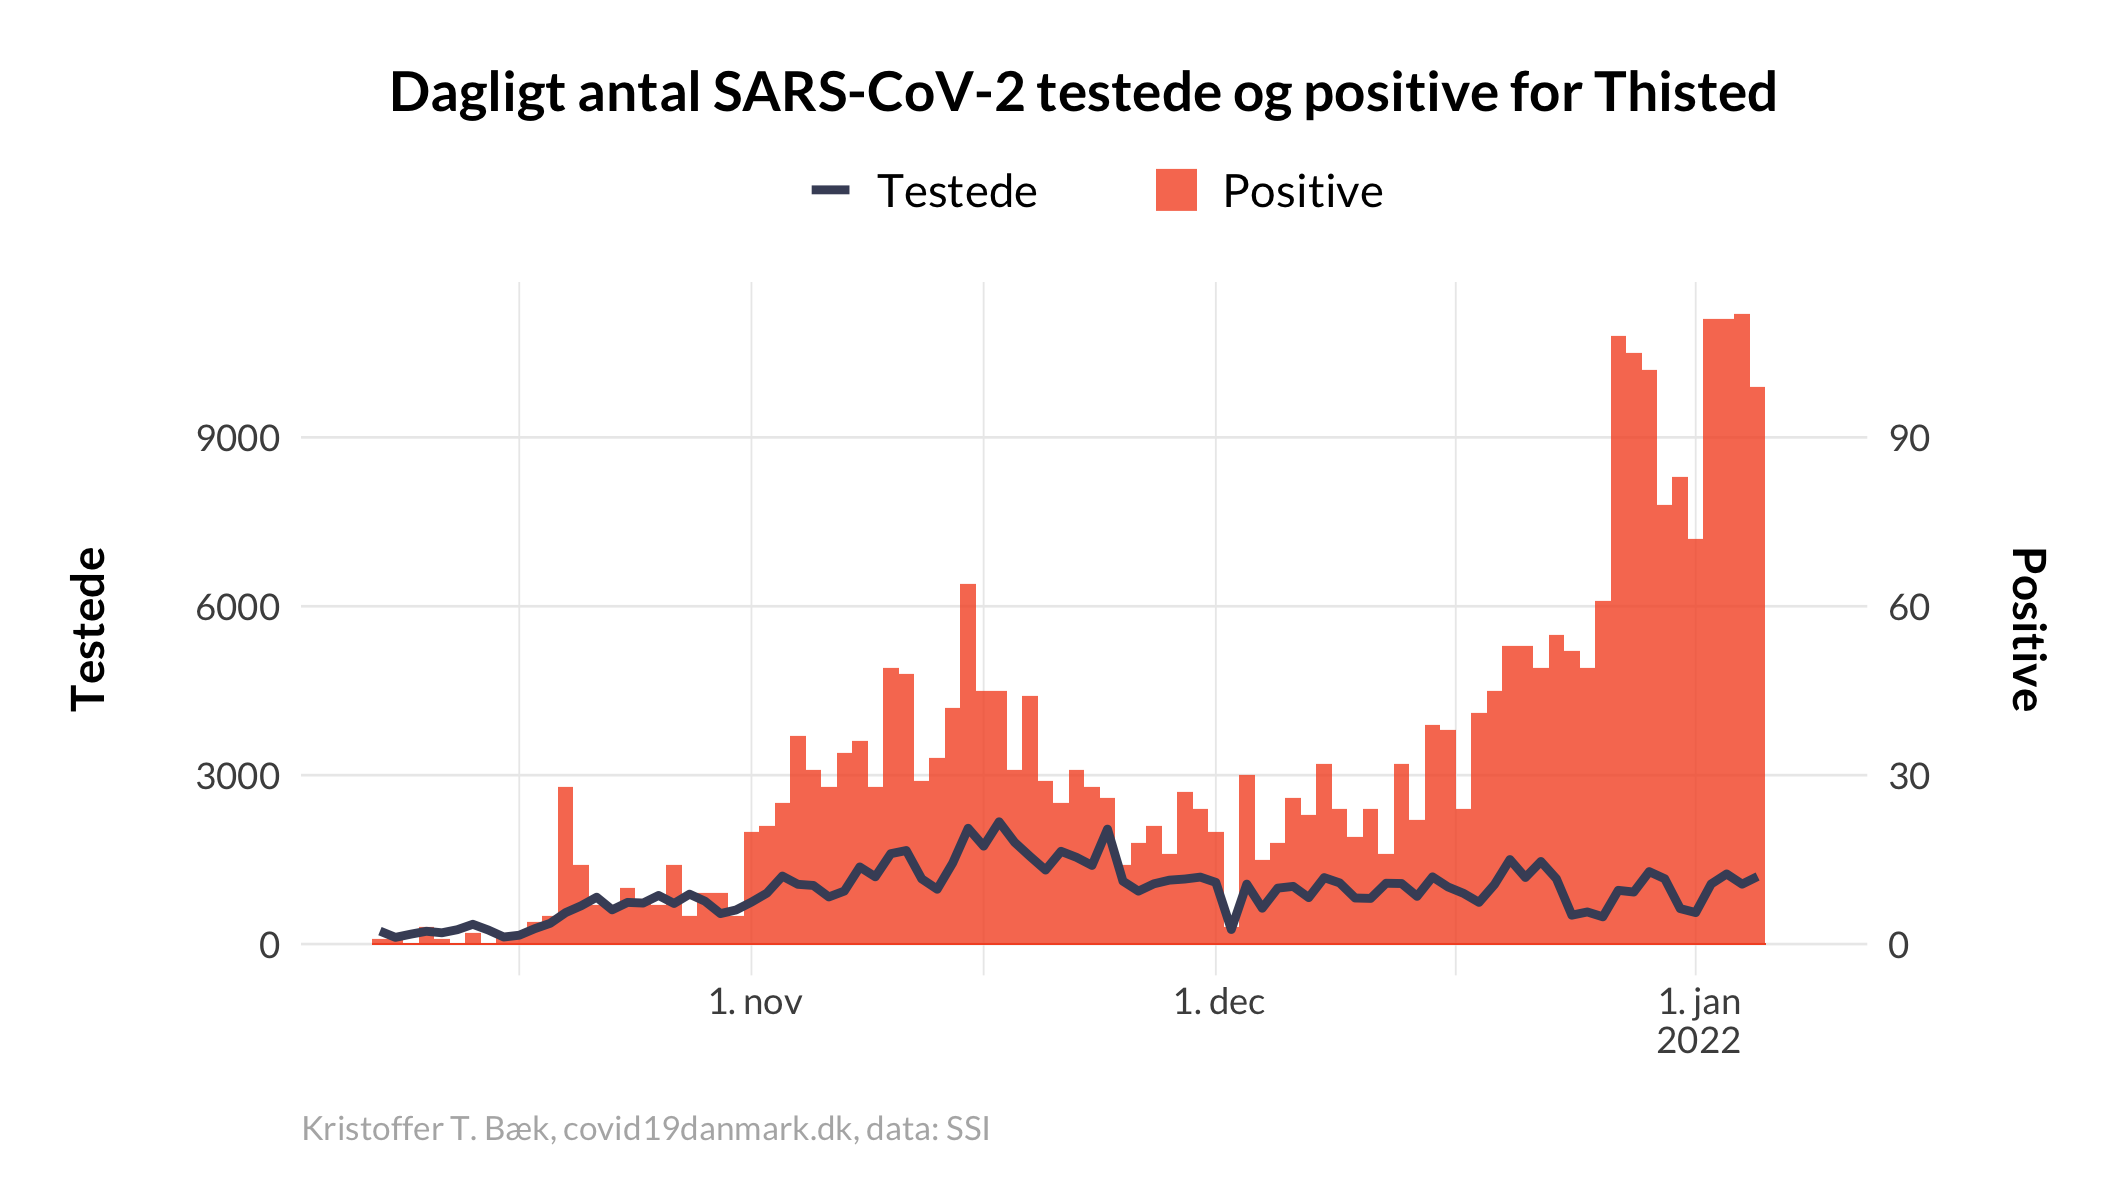 Dagligt antal SARS-CoV-2 testede og positive for Thisted
Testede
Positive
9000
6000
3000
0
Testede
90
60
30
0
Positive
1. nov
1. dec
1. jan
2022
Kristoffer T. Bæk, covid19danmark.dk, data: SSI